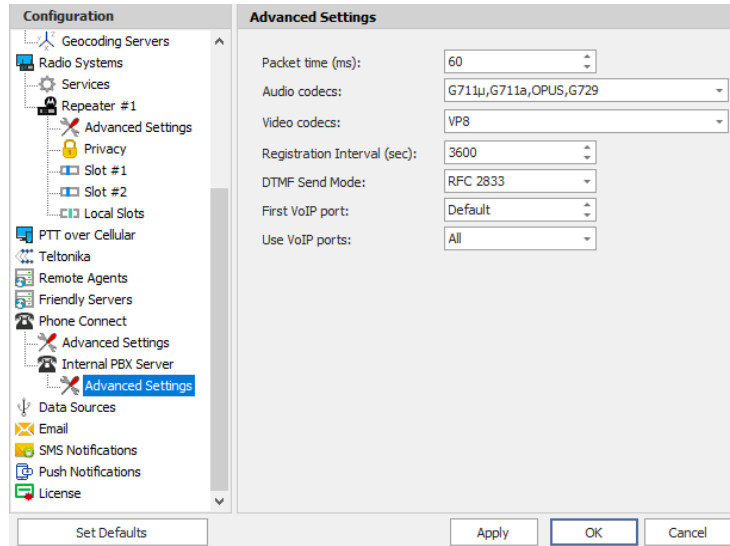 Configuration
Geocoding Servers
Radio Systems
Services
Repeater #1
Advanced Settings
Privacy
Slot #1
Slot #2
Local Slots
PTT over Cellular
Teltonika
Remote Agents
Friendly Servers
Phone Connect
Advanced Settings
Internal PBX Server
Advanced Settings
Data Sources
Email
SMS Notifications
Push Notifications
License
Set Defaults
Advanced Settings
Packet time (ms): 60
Audio codecs: G711µ,G711a,OPUS,G729
Video codecs: VP8
Registration Interval (sec): 3600
DTMF Send Mode: RFC 2833
First VoIP port: Default
Use VoIP ports: All
Apply OK Cancel